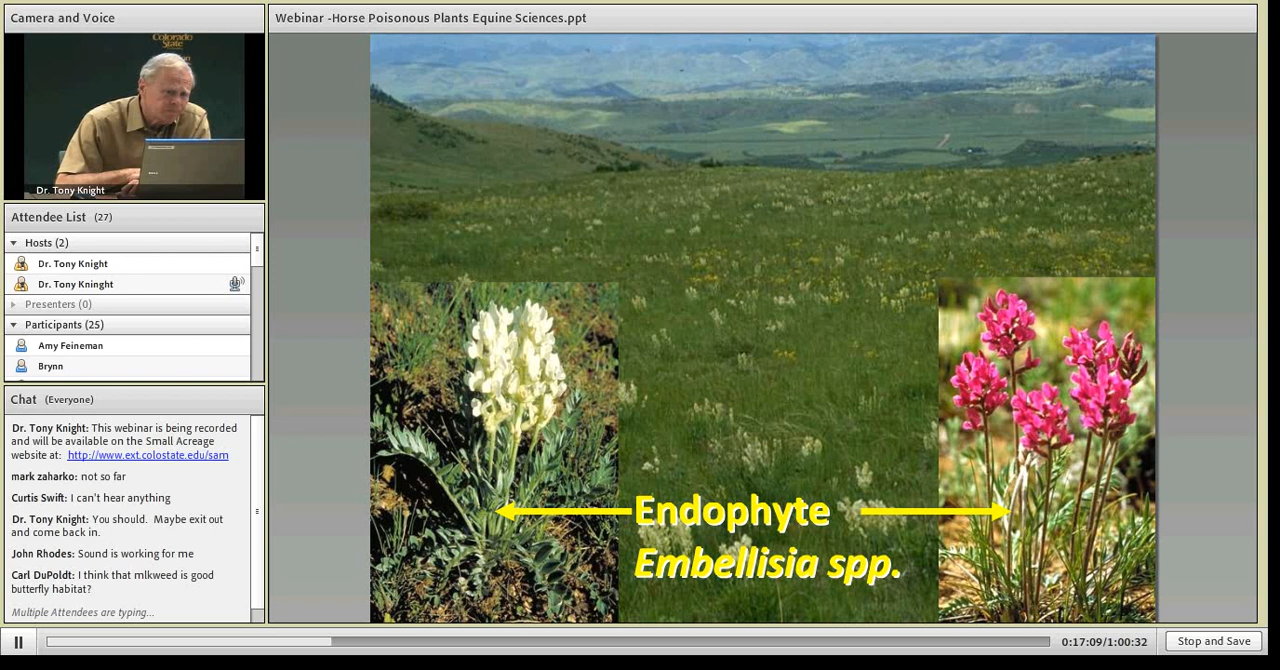 Camera and Voice
Colorado
State
Dr. Tony Knight
Attendee List (27)
Hosts (2)
Dr. Tony Knight
Dr. Tony Kninght
Presenters (0)
Participants (25)
Amy Feineman
Brynn
Chat (Everyone)
Dr. Tony Knight: This webinar is being recorded
and will be available on the Small Acreage
website at: http://www.ext.colostate.edu/sam
mark zaharko: not so far
Curtis Swift: I can't hear anything
Dr. Tony Knight: You should. Maybe exit out
and come back in.
John Rhodes: Sound is working for me
Carl DuPoldt: I think that mlkweed is good
butterfly habitat?
Multiple Attendees are typing...
Webinar -Horse Poisonous Plants Equine Sciences.ppt
Endophyte
Embellisia spp.
0:17:09/1:00:32
Stop and Save